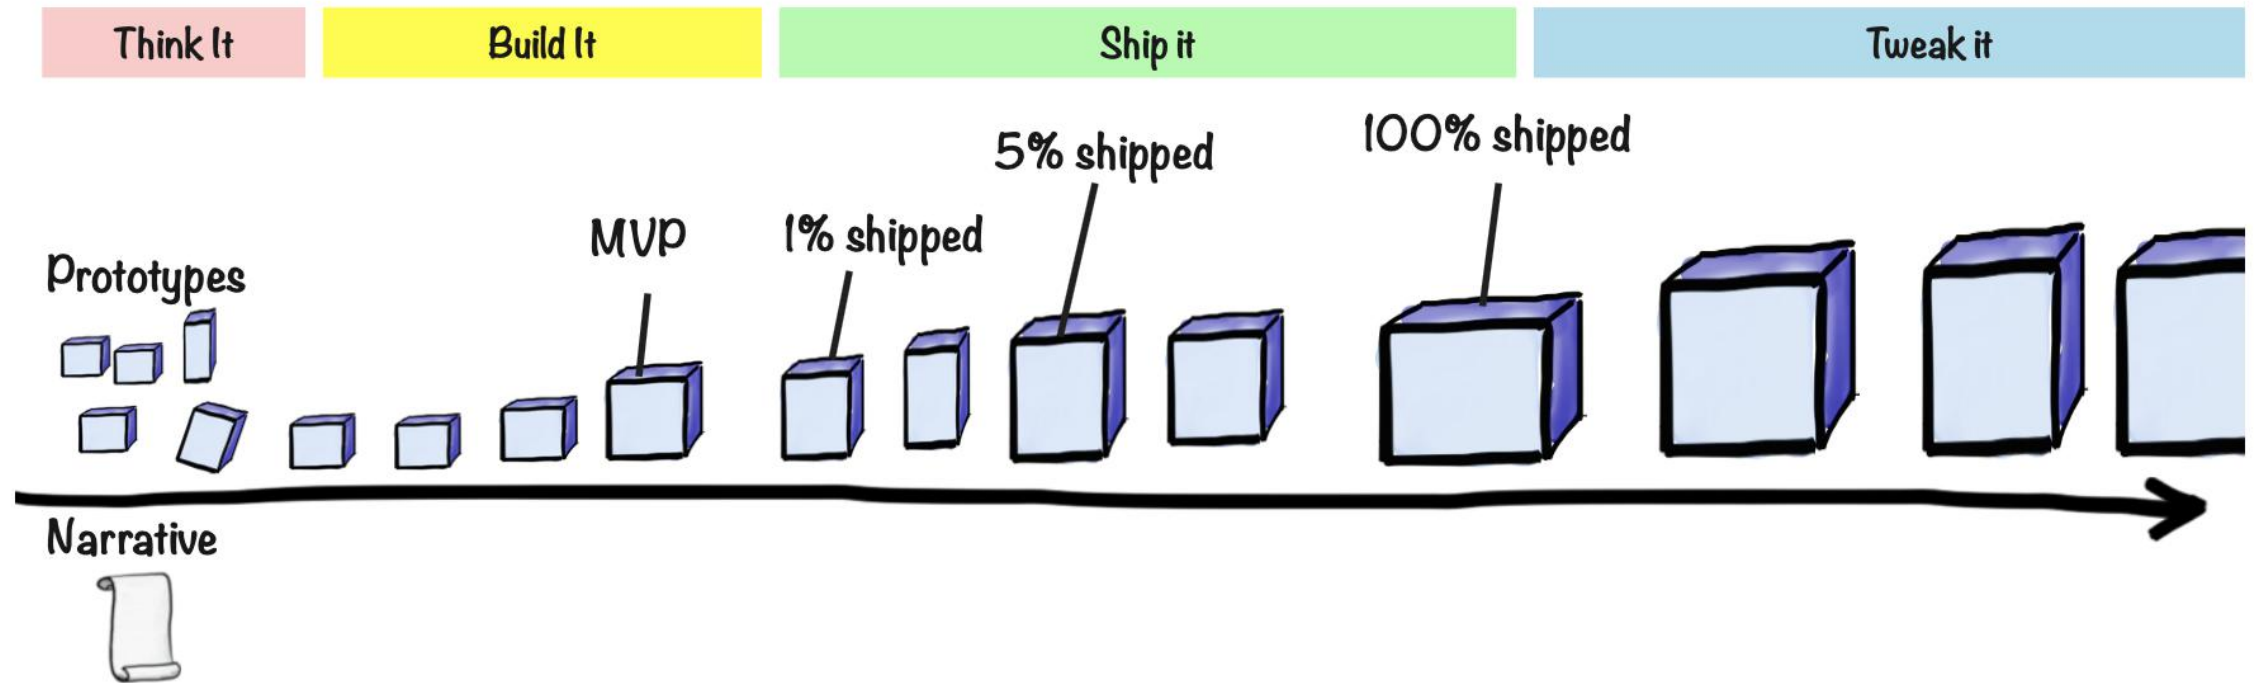 Think It
Build It
Ship it
Tweak it
100% shipped
5% shipped
1% shipped
MVP
Prototypes
Narrative